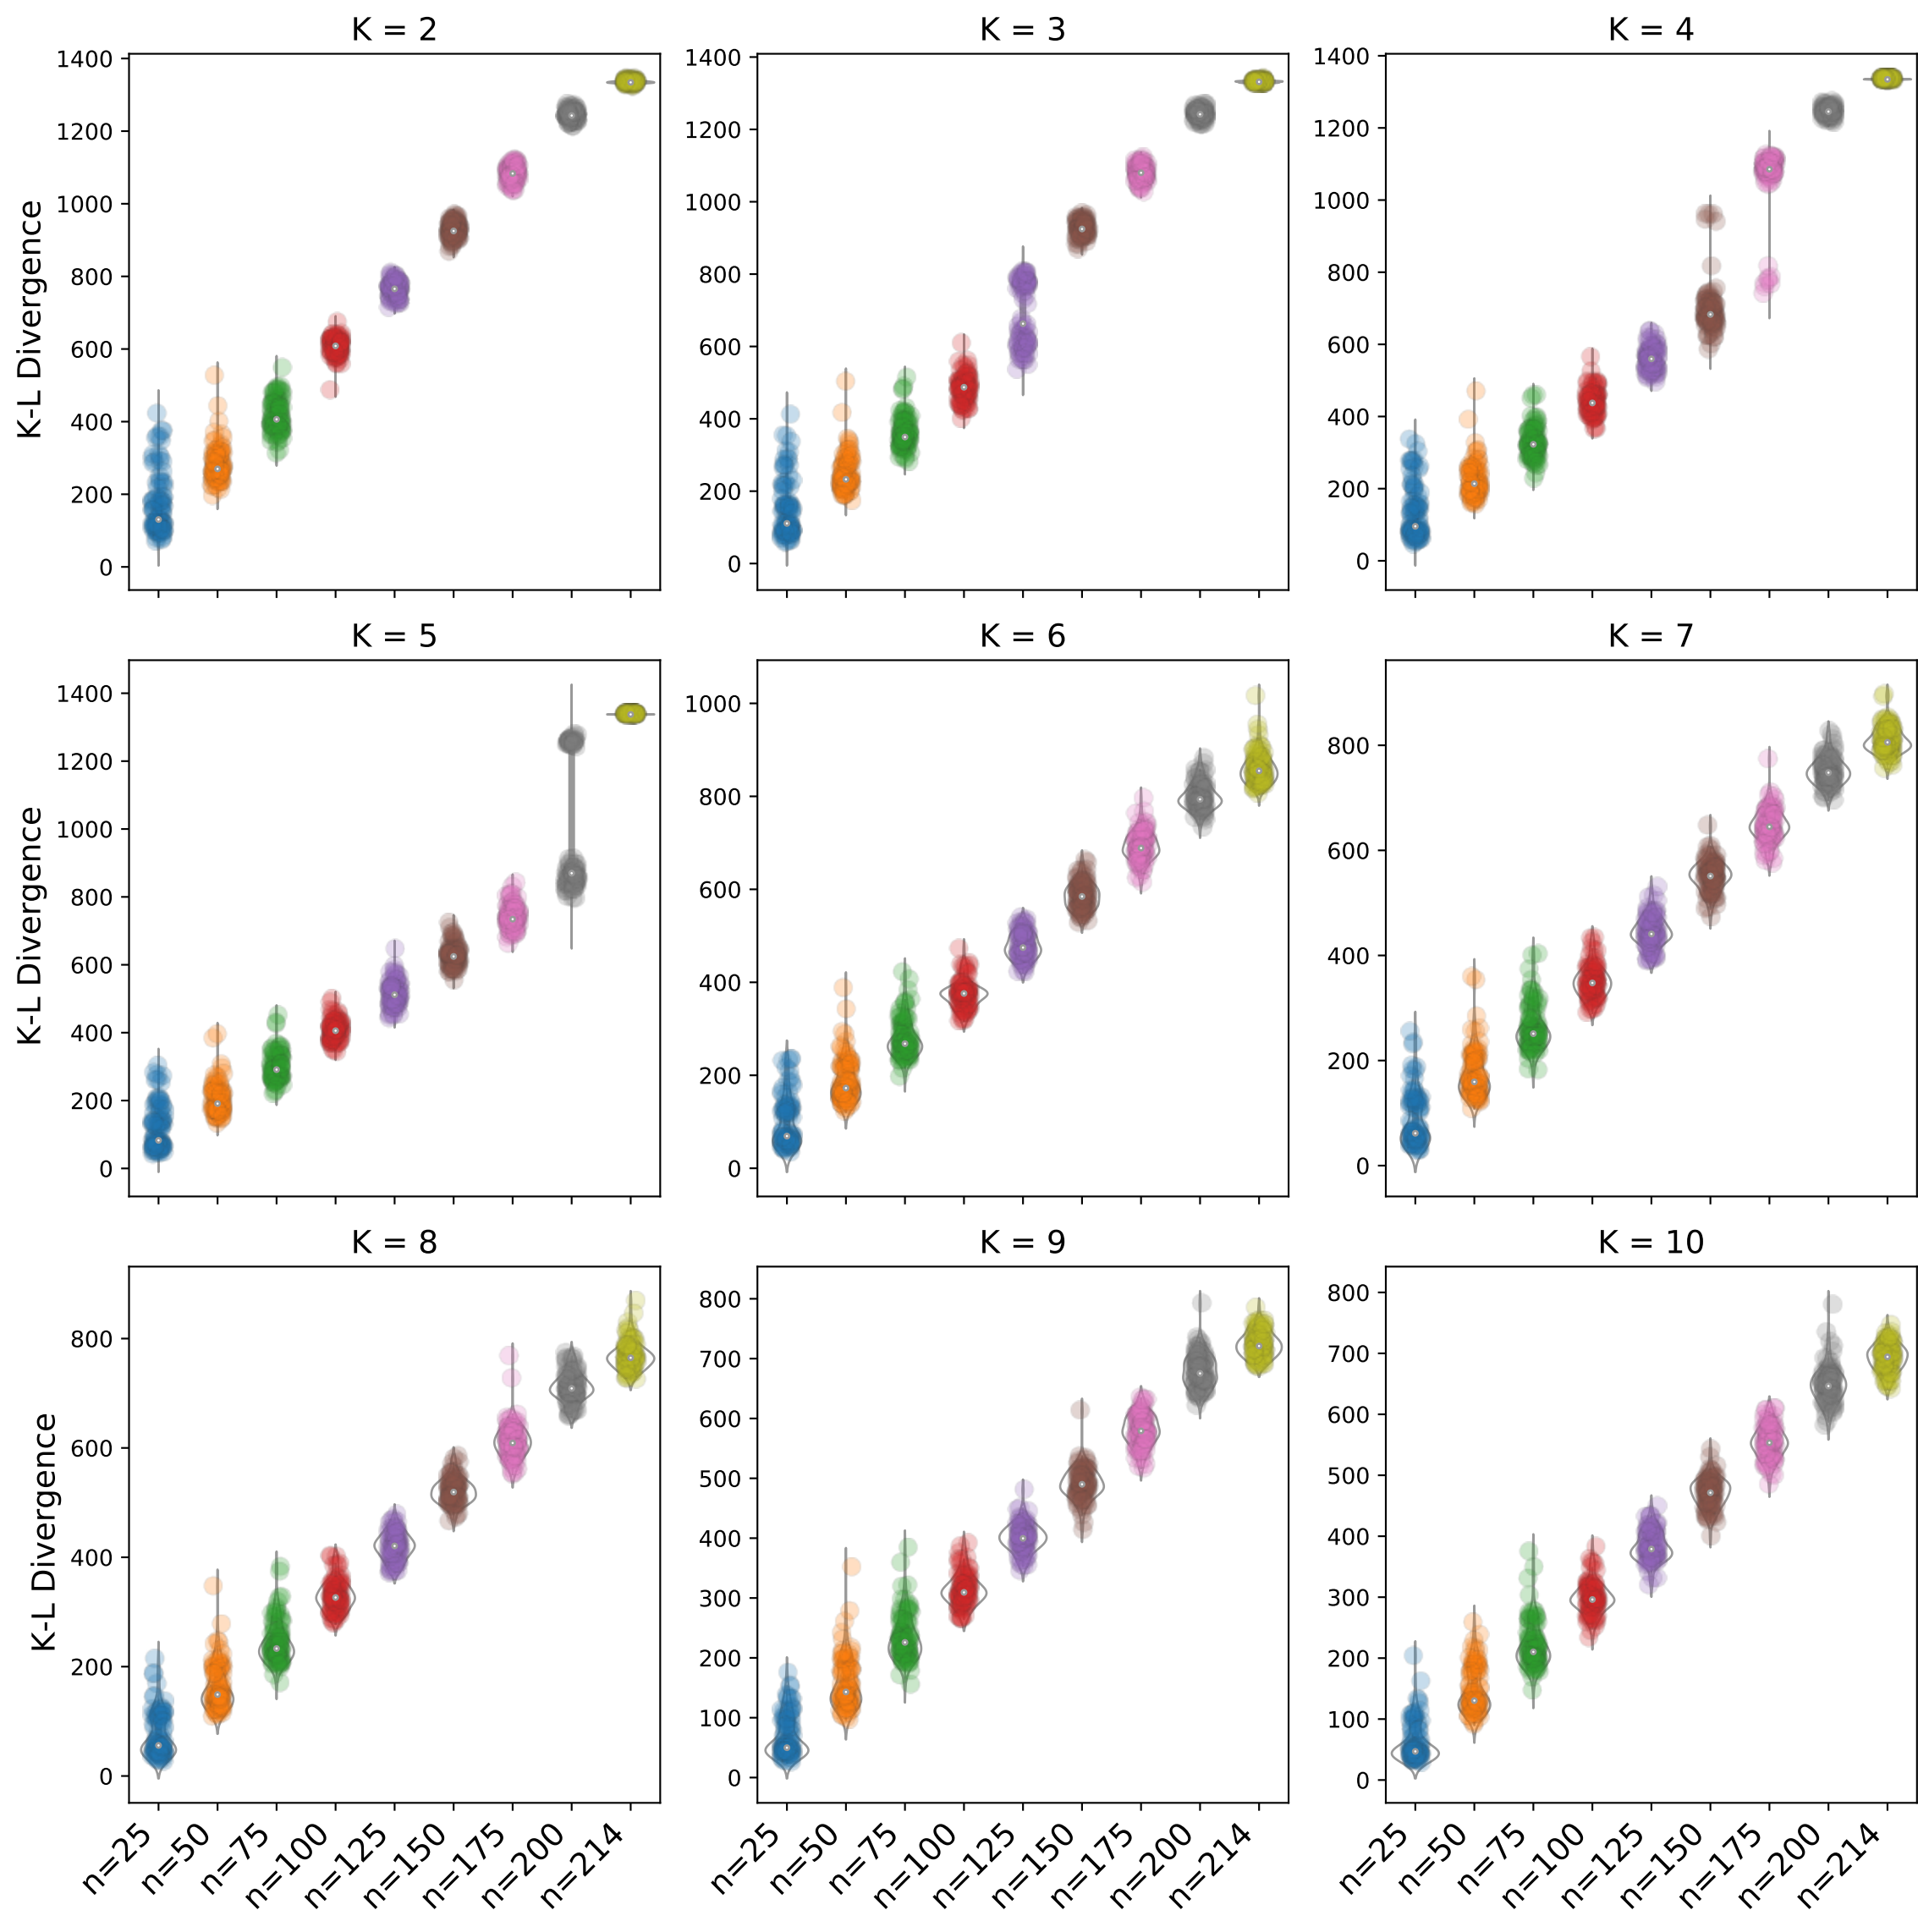 K = 2
K = 3
K = 4
K-L Divergence
1400
1200
1000
800
600
400
200
0
1400
1200
1000
800
600
400
200
0
1400
1200
1000
800
600
400
200
0
K = 5
K = 6
K = 7
K-L Divergence
1400
1200
1000
800
600
400
200
0
1000
800
600
400
200
0
800
600
400
200
0
K = 8
K = 9
K = 10
K-L Divergence
800
600
400
200
0
800
700
600
500
400
300
200
100
0
800
700
600
500
400
300
200
100
0
n=25
n=50
n=75
n=100
n=125
n=150
n=175
n=200
n=214
n=25
n=50
n=75
n=100
n=125
n=150
n=175
n=200
n=214
n=25
n=50
n=75
n=100
n=125
n=150
n=175
n=200
n=214